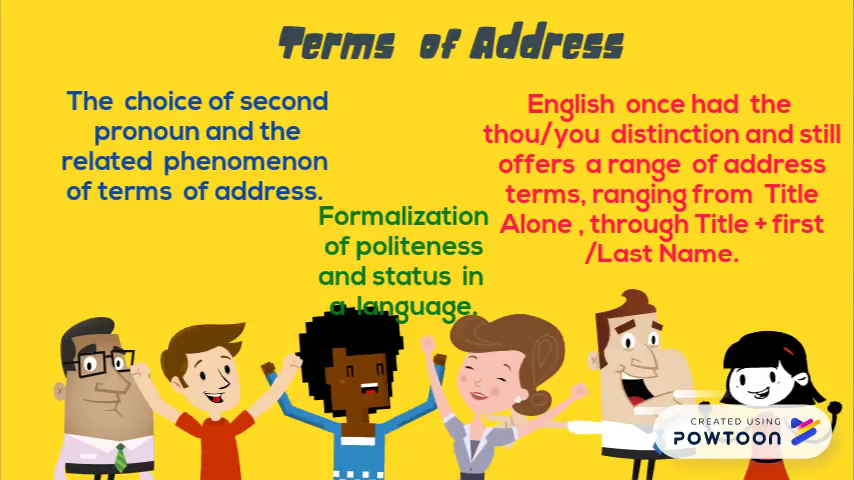 Terms of Address
The choice of second
pronoun and the
related phenomenon
of terms of address.
Formalization
of politeness
and status in
a language.
English once had the
thou/you distinction and still
offers a range of address
terms, ranging from Title
Alone , through Title + first
/Last Name.
CREATED USING
POWTOON